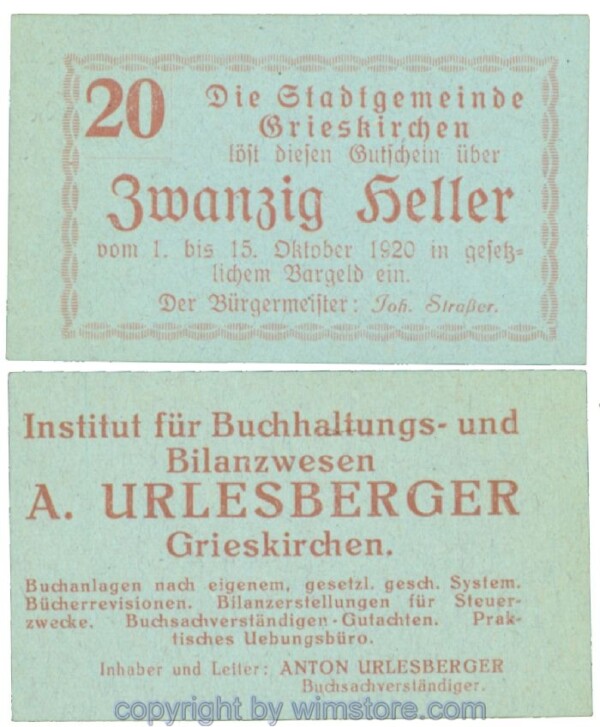 20
Die Stadtgemeinde
Grieskirchen
löst diesen Gutschein über
Zwanzig Heller
vom 1. bis 15. Oktober 1920 in gesetz-
lichem Bargeld ein.
Der Bürgermeister: Joh. Straßer.
Institut für Buchhaltungs- und
Bilanzwesen
A. URLESBERGER
Grieskirchen.
Buchanlagen nach eigenem, gesetzl. gesch. System.
Bücherrevisionen. Bilanzerstellungen für Steuer-
zwecke. Buchsachverständigen-Gutachten. Prak-
tisches Uebungsbüro.
Inhaber und Leiter: ANTON URLESBERGER
Buchsachverständiger.
copyright by wimstore.com